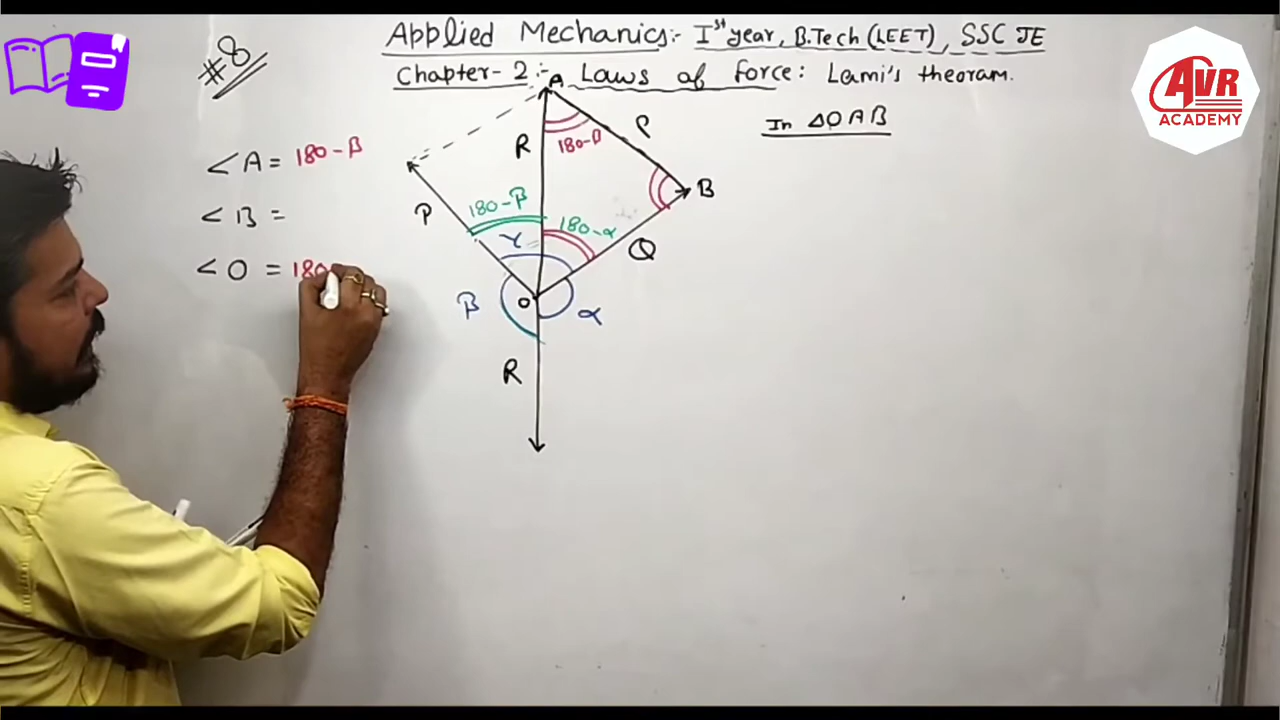 #8
Applied Mechanics:- Ist year, B.Tech (LEET), SSC JE
Chapter-2:- Laws of force: Lami's theoram.
AVR
ACADEMY
In ΔOAB
A
R
P
180-β
∠A = 180-β
B
∠B =
P
180-β
180-α
Q
γ
∠O = 180
O
β
α
R